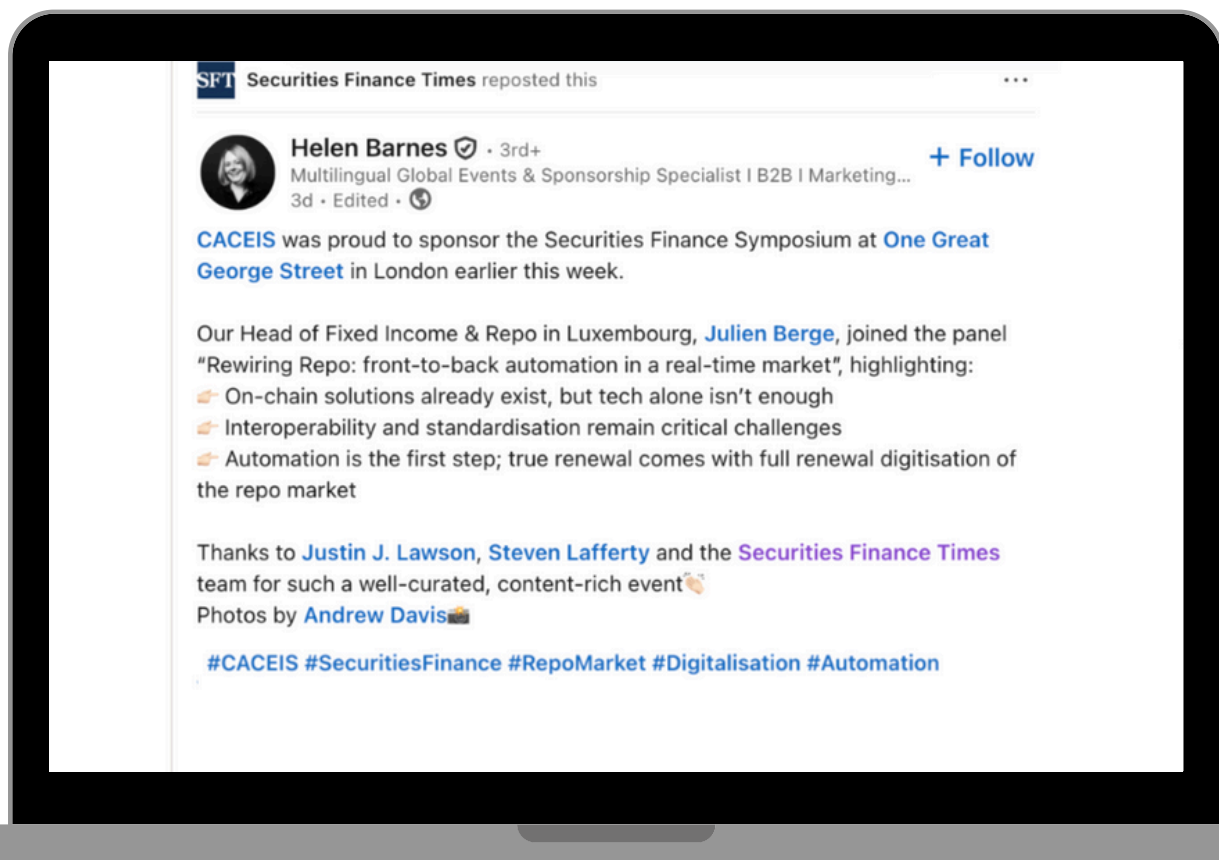 SFT Securities Finance Times reposted this
Helen Barnes • 3rd+
+ Follow
Multilingual Global Events & Sponsorship Specialist I B2B I Marketing...
3d • Edited •
CACEIS was proud to sponsor the Securities Finance Symposium at One Great
George Street in London earlier this week.
Our Head of Fixed Income & Repo in Luxembourg, Julien Berge, joined the panel
“Rewiring Repo: front-to-back automation in a real-time market”, highlighting:
👉🏻 On-chain solutions already exist, but tech alone isn’t enough
👉🏻 Interoperability and standardisation remain critical challenges
👉🏻 Automation is the first step; true renewal comes with full renewal digitisation of
the repo market
Thanks to Justin J. Lawson, Steven Lafferty and the Securities Finance Times
team for such a well-curated, content-rich event👏🏻
Photos by Andrew Davis📸
#CACEIS #SecuritiesFinance #RepoMarket #Digitalisation #Automation